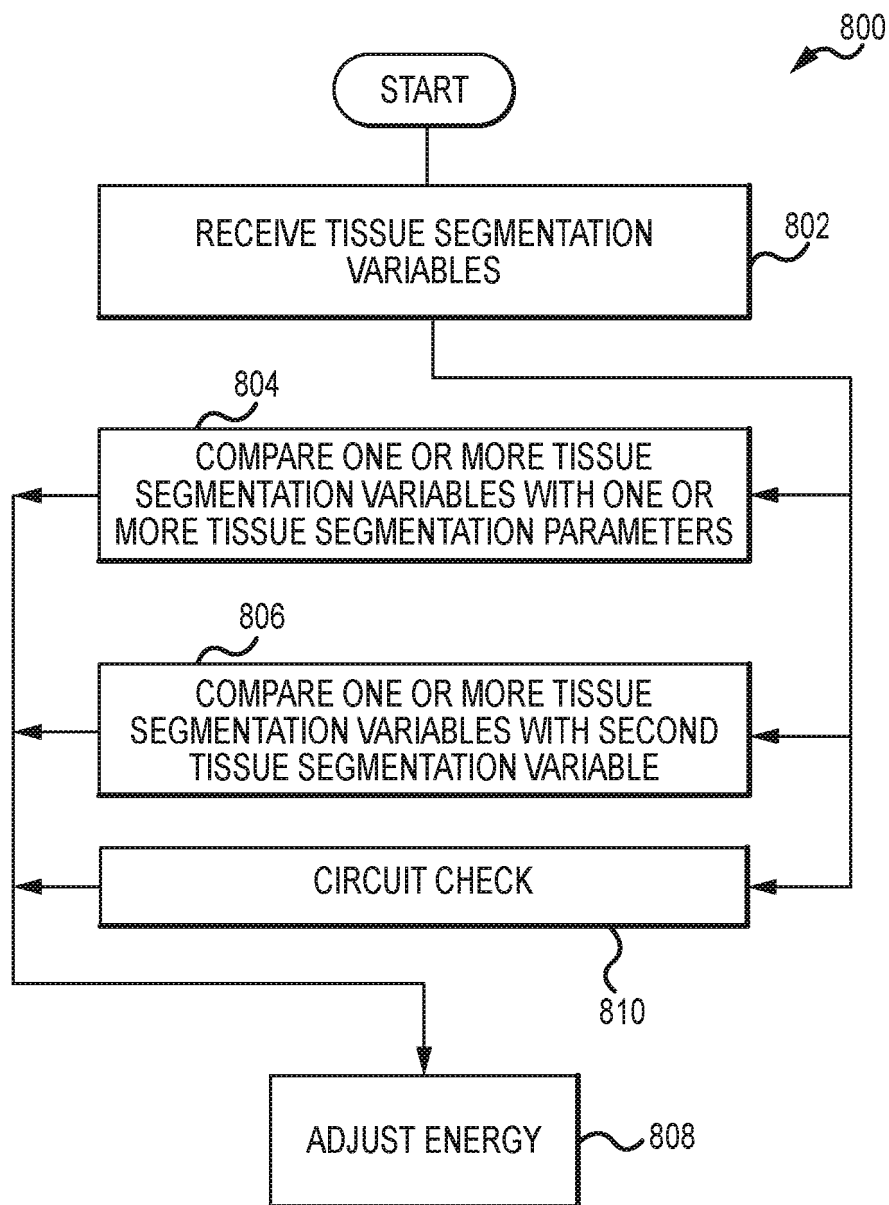 800
START
RECEIVE TISSUE SEGMENTATION
VARIABLES
802
804
COMPARE ONE OR MORE TISSUE
SEGMENTATION VARIABLES WITH ONE OR
MORE TISSUE SEGMENTATION PARAMETERS
806
COMPARE ONE OR MORE TISSUE
SEGMENTATION VARIABLES WITH SECOND
TISSUE SEGMENTATION VARIABLE
CIRCUIT CHECK
810
ADJUST ENERGY
808